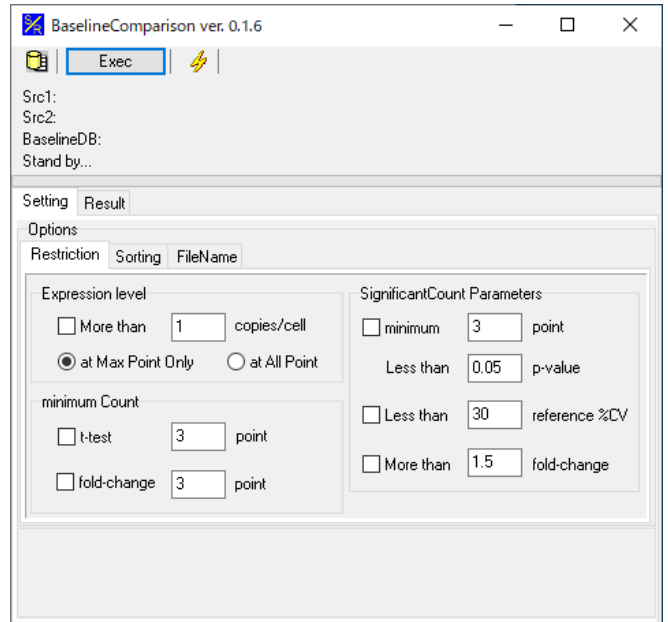 S/R BaselineComparison ver. 0.1.6
Exec
Src1:
Src2:
BaselineDB:
Stand by...
Setting Result
Options
Restriction Sorting FileName
Expression level
More than 1 copies/cell
at Max Point Only at All Point
minimum Count
t-test 3 point
fold-change 3 point
SignificantCount Parameters
minimum 3 point
Less than 0.05 p-value
Less than 30 reference %CV
More than 1.5 fold-change